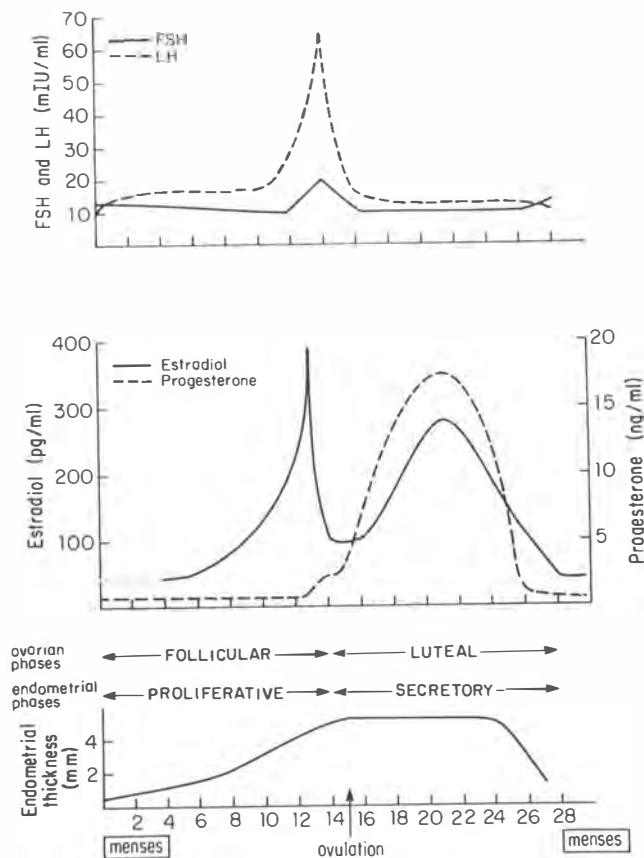 70
60
50
40
30
20
10
FSH and LH (mIU/ml)
FSH
LH
400
300
200
100
Estradiol (pg/ml)
Estradiol
Progesterone
20
15
10
5
Progesterone (ng/ml)
ovarian phases
FOLLICULAR
LUTEAL
endometrial phases
PROLIFERATIVE
SECRETORY
Endometrial thickness (mm)
4
2
2 4 6 8 10 12 14 16 18 20 22 24 26 28
menses
ovulation
menses